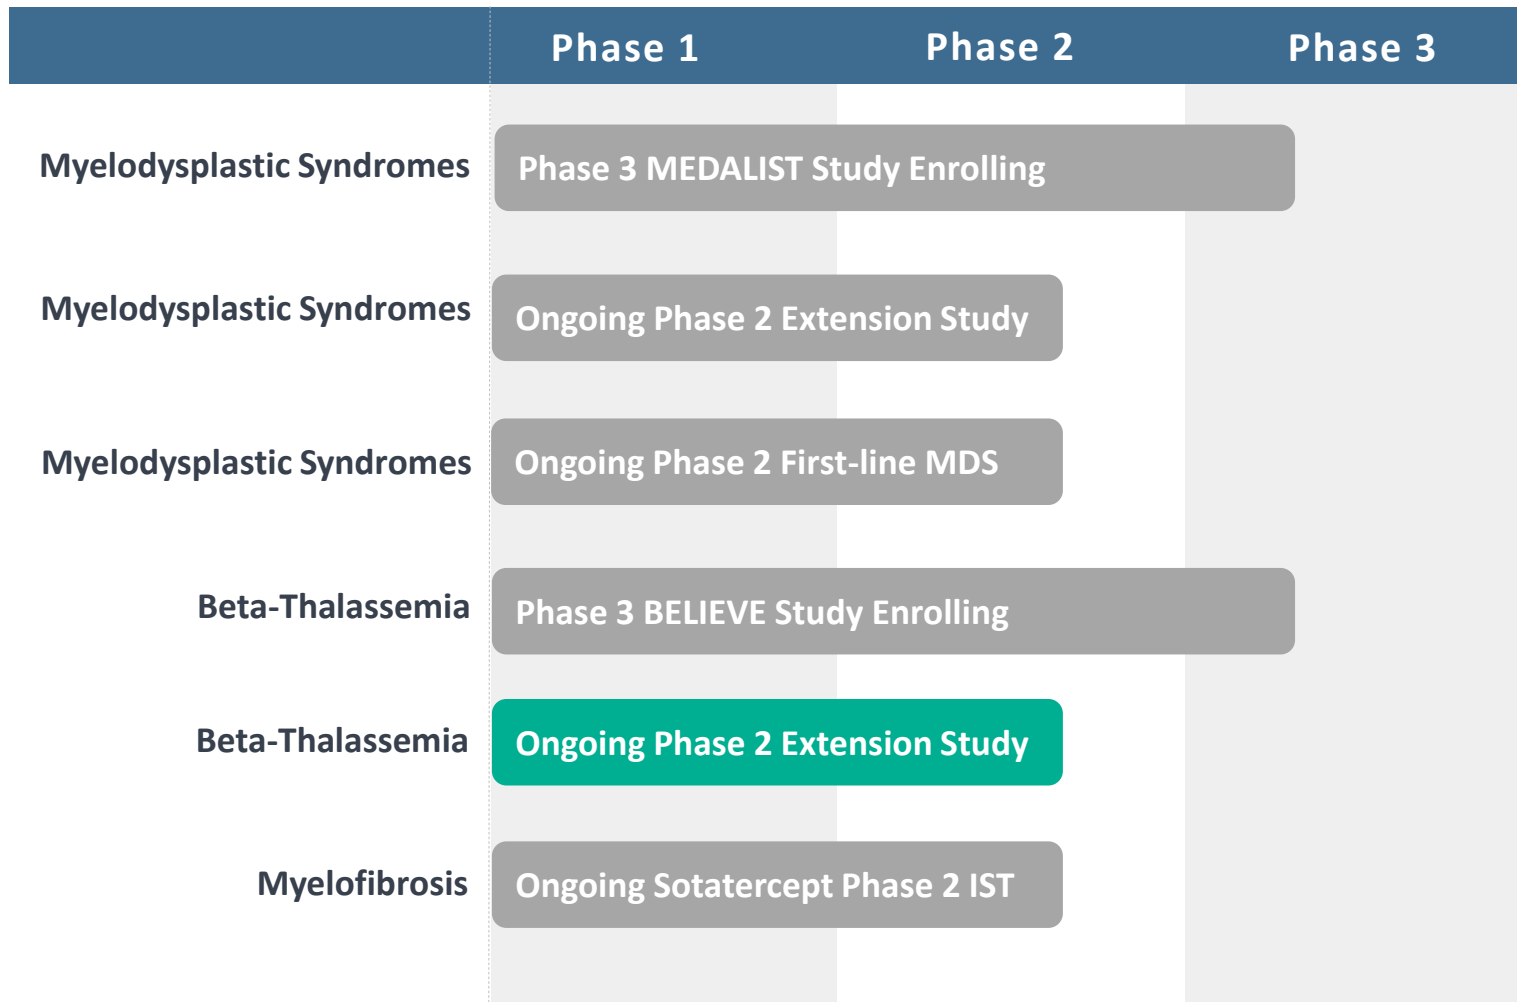 Phase 1 Phase 2 Phase 3
Myelodysplastic Syndromes Phase 3 MEDALIST Study Enrolling
Myelodysplastic Syndromes Ongoing Phase 2 Extension Study
Myelodysplastic Syndromes Ongoing Phase 2 First-line MDS
Beta-Thalassemia Phase 3 BELIEVE Study Enrolling
Beta-Thalassemia Ongoing Phase 2 Extension Study
Myelofibrosis Ongoing Sotatercept Phase 2 IST